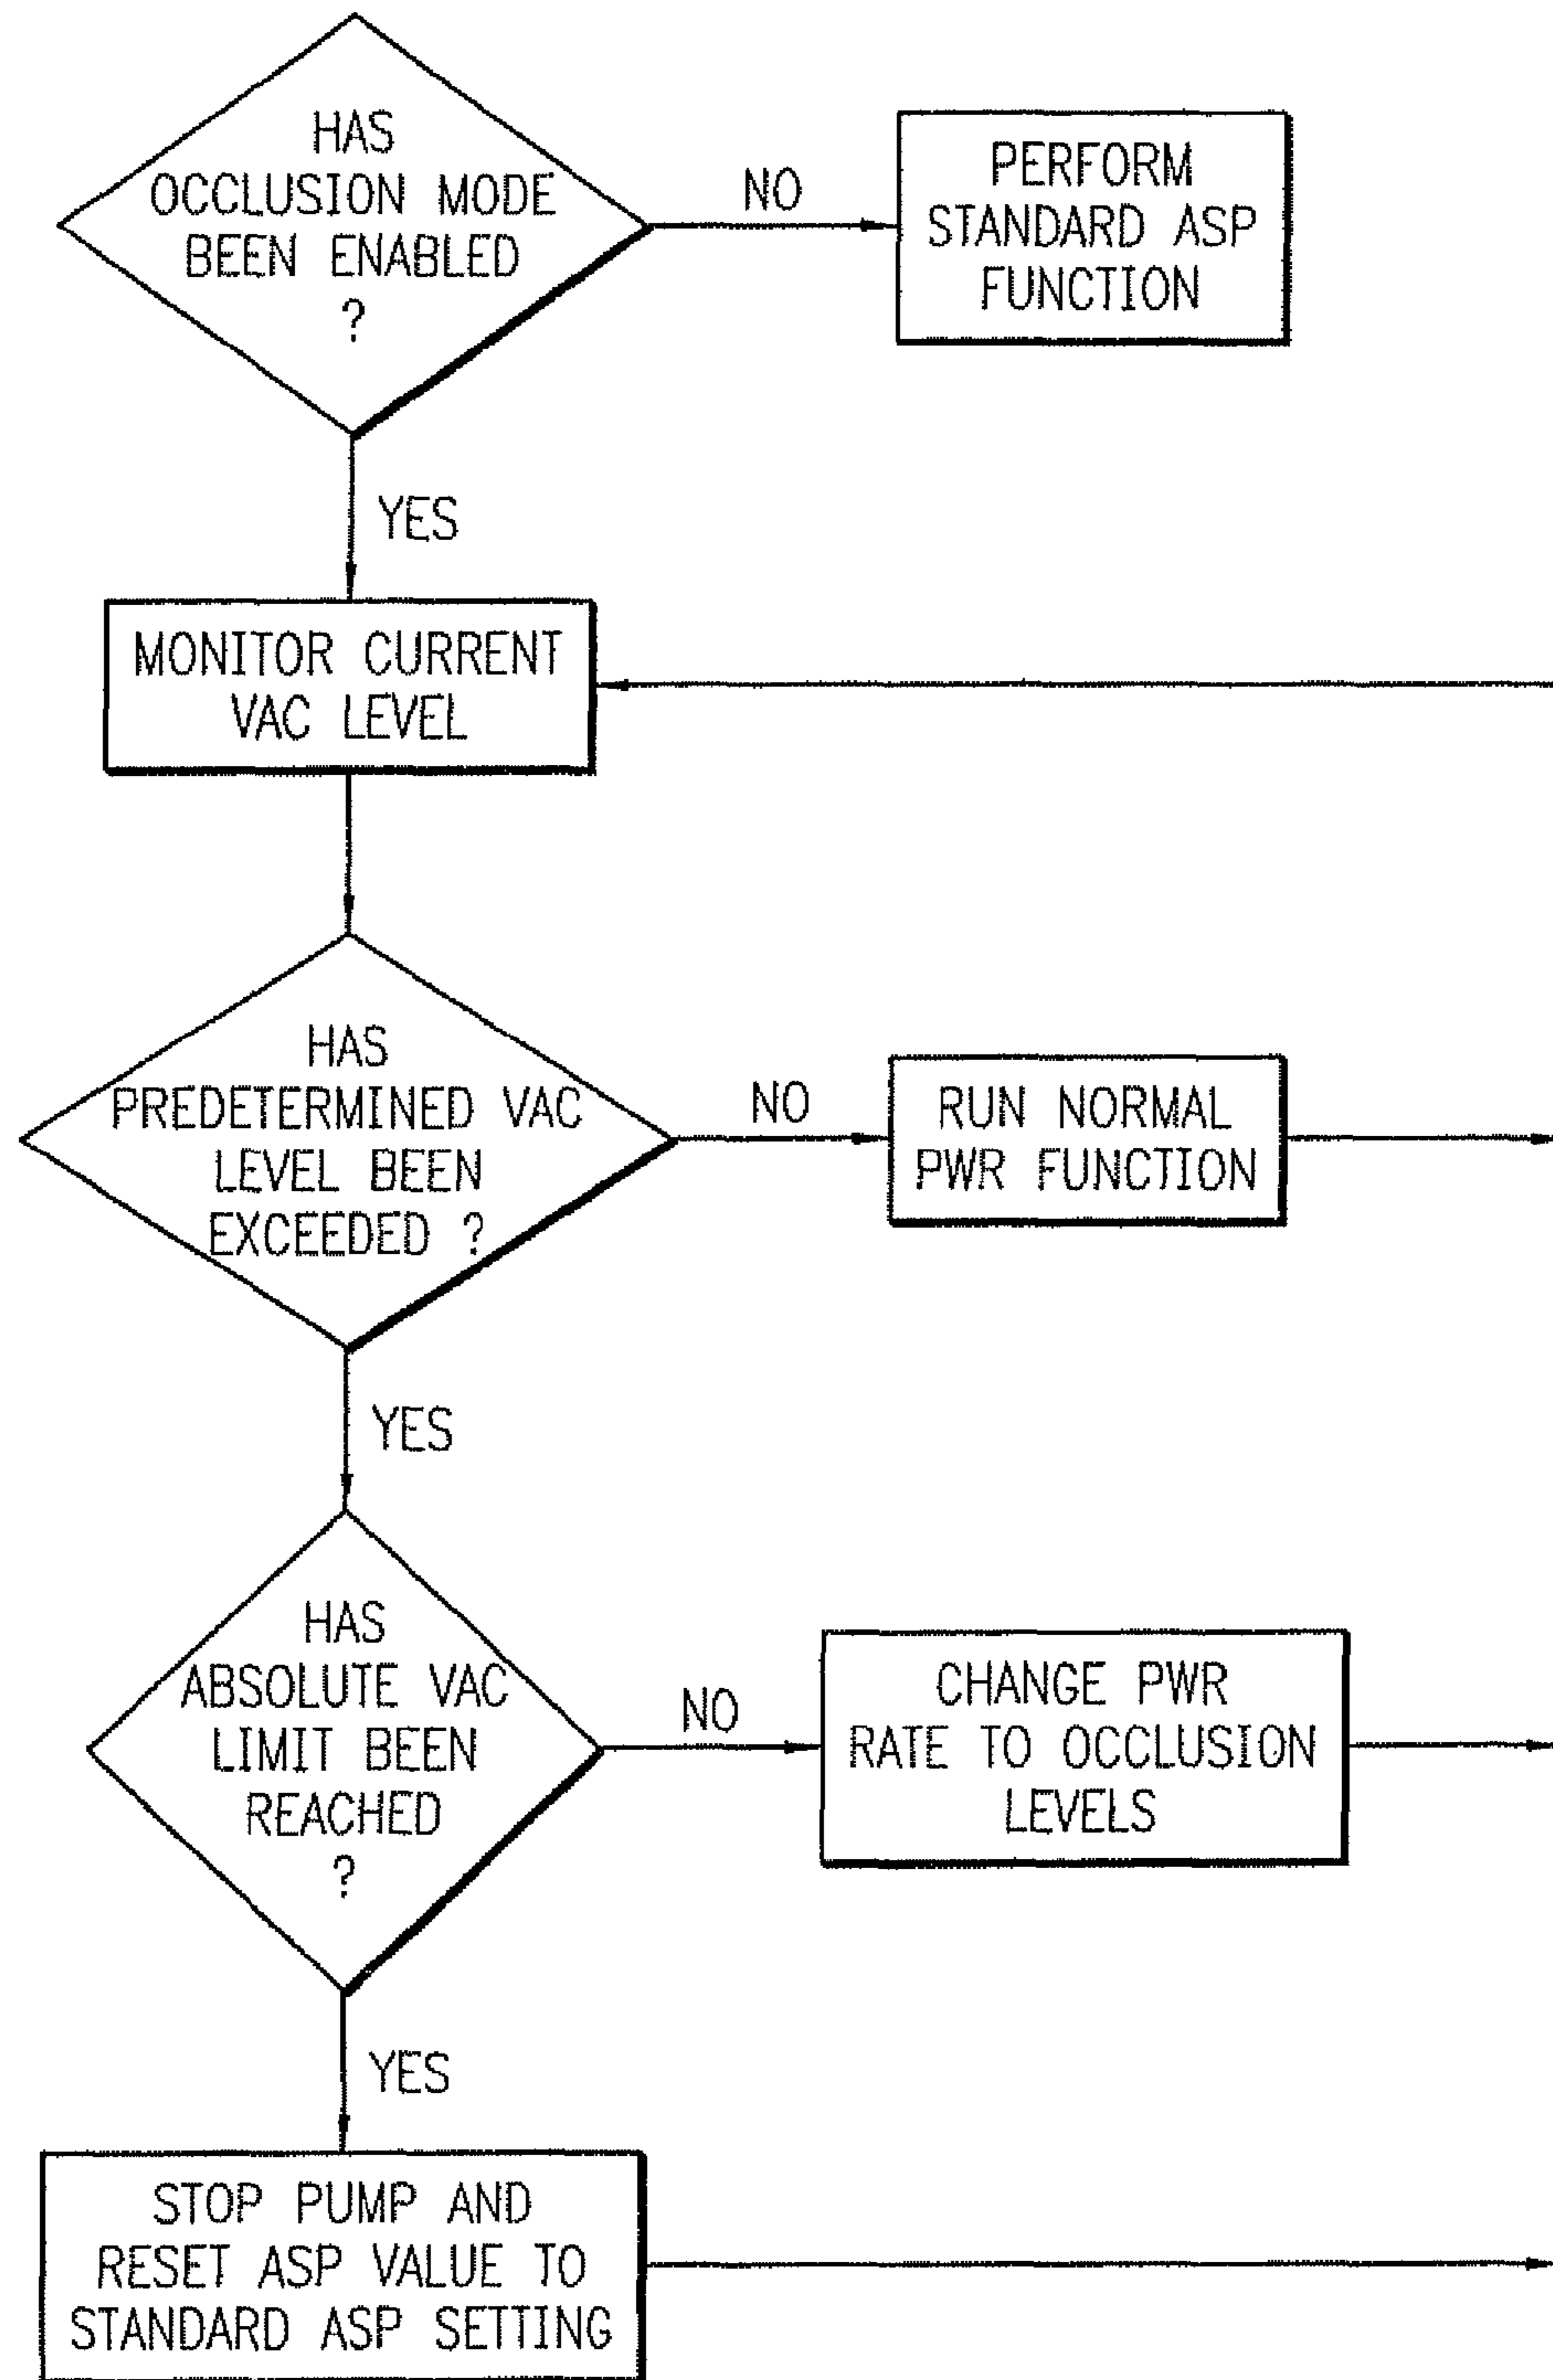 HAS
OCCLUSION MODE
BEEN ENABLED
?
NO
PERFORM
STANDARD ASP
FUNCTION
YES
MONITOR CURRENT
VAC LEVEL
HAS
PREDETERMINED VAC
LEVEL BEEN
EXCEEDED ?
NO
RUN NORMAL
PWR FUNCTION
YES
HAS
ABSOLUTE VAC
LIMIT BEEN
REACHED
?
NO
CHANGE PWR
RATE TO OCCLUSION
LEVELS
YES
STOP PUMP AND
RESET ASP VALUE TO
STANDARD ASP SETTING